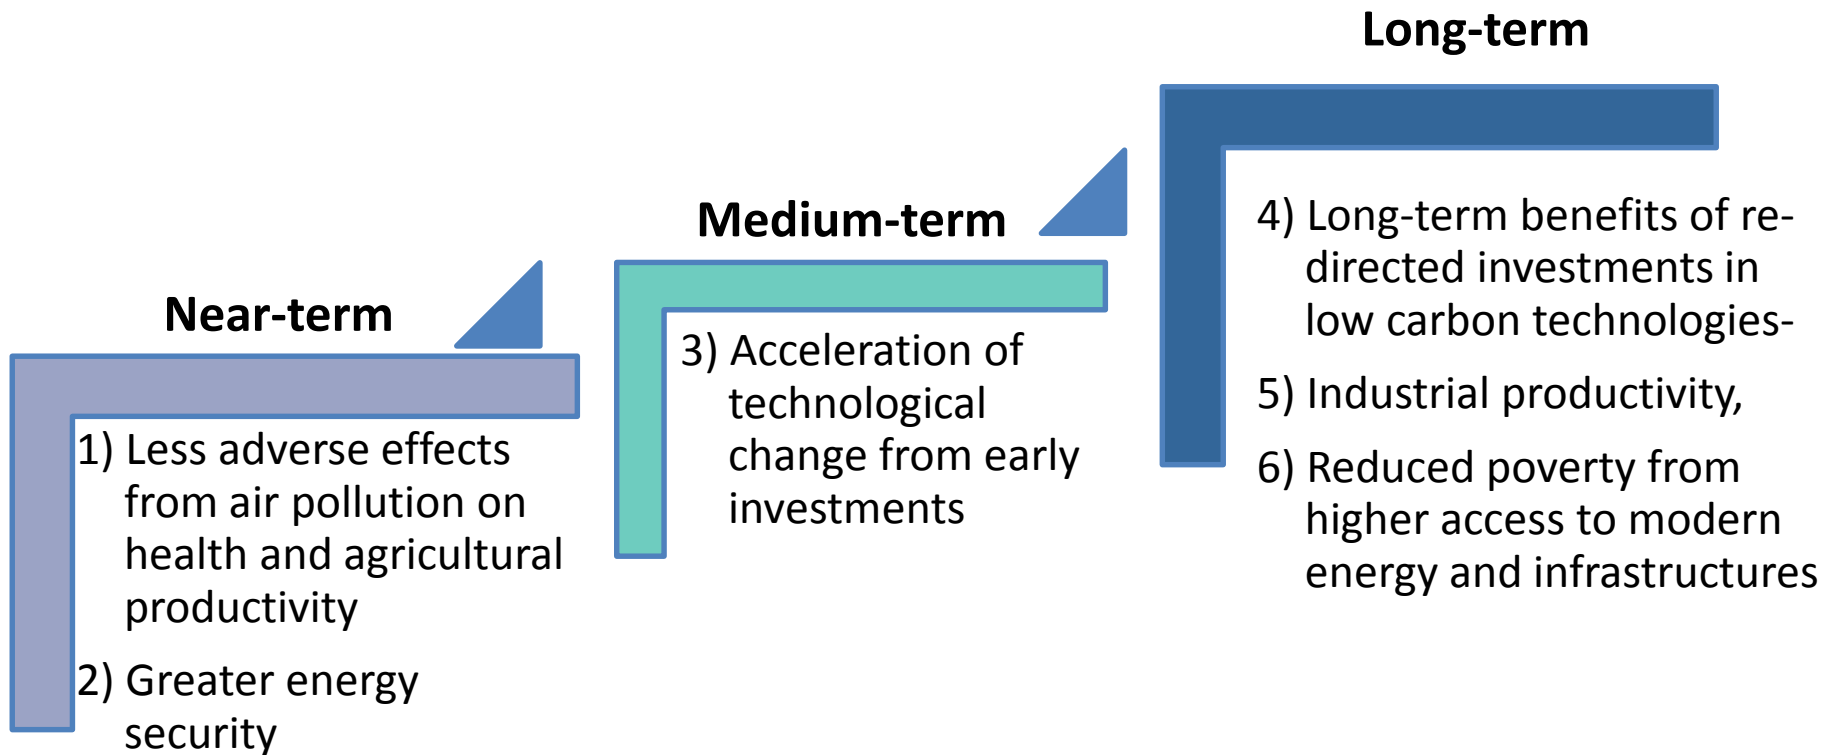 Near-term
1) Less adverse effects
from air pollution on
health and agricultural
productivity
2) Greater energy
security
Medium-term
3) Acceleration of
technological
change from early
investments
Long-term
4) Long-term benefits of re-
directed investments in
low carbon technologies-
5) Industrial productivity,
6) Reduced poverty from
higher access to modern
energy and infrastructures